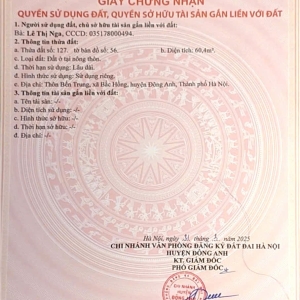 GIẤY CHỨNG NHẬN
QUYỀN SỬ DỤNG ĐẤT, QUYỀN SỞ HỮU TÀI SẢN GẮN LIỀN VỚI ĐẤT
1. Người sử dụng đất, chủ sở hữu tài sản gắn liền với đất:
Bà: Lê Thị Nga, CCCD: 035178000494.
2. Thông tin thửa đất:
a. Thửa đất số: 127. tờ bản đồ số: 56. b. Diện tích: 60,4m².
c. Loại đất: Đất ở tại nông thôn.
d. Thời hạn sử dụng: Lâu dài.
đ. Hình thức sử dụng: Sử dụng riêng.
e. Địa chỉ: Thôn Bến Trung, xã Bắc Hồng, huyện Đông Anh, Thành phố Hà Nội.
3. Thông tin tài sản gắn liền với đất:
a. Tên tài sản: -/-
b. Diện tích: -/-
c. Hình thức sở hữu: -/-
d. Thời hạn sở hữu: -/-
đ. Địa chỉ: -/-
Hà Nội, ngày tháng năm 2025
CHI NHÁNH VĂN PHÒNG ĐĂNG KÝ ĐẤT ĐAI HÀ NỘI
HUYỆN ĐÔNG ANH
KT. GIÁM ĐỐC
PHÓ GIÁM ĐỐC